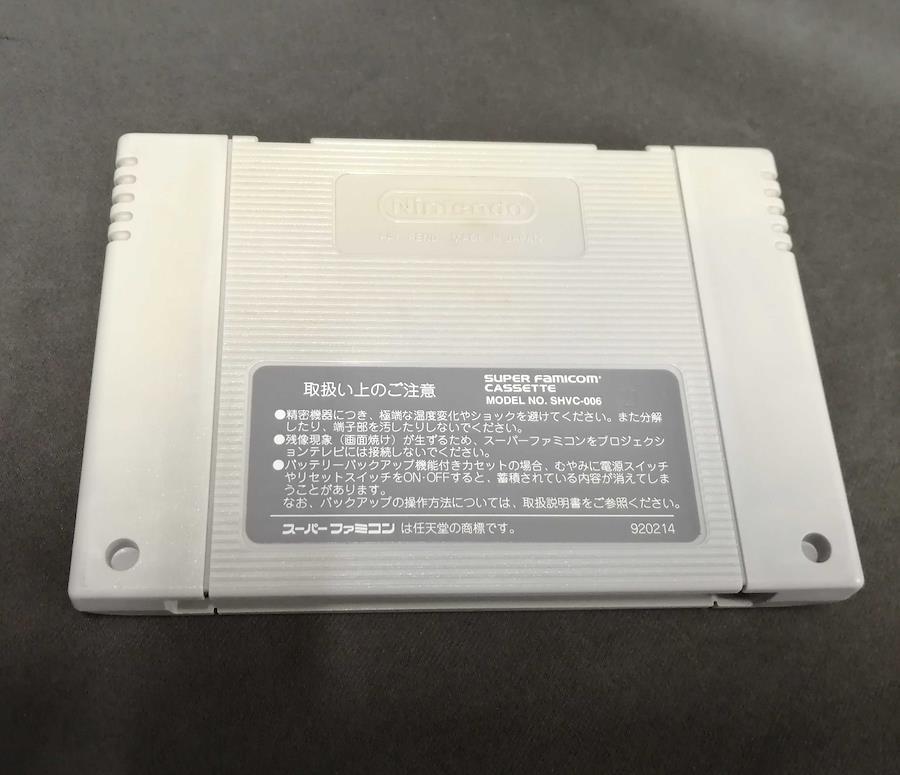 Nintendo
PAT. PEND. MADE IN JAPAN
取扱い上のご注意
SUPER FAMICOM
CASSETTE
MODEL NO. SHVC-006
●精密機器につき、極端な温度変化やショックを避けてください。また分解
したり、端子部を汚したりしないでください。
●残像現象（画面焼け）が生ずるため、スーパーファミコンをプロジェクシ
ョンテレビには接続しないでください。
●バッテリーバックアップ機能付きカセットの場合、むやみに電源スイッチ
やリセットスイッチをON·OFFすると、蓄積されている内容が消えてしま
うことがあります。
なお、バックアップの操作方法については、取扱説明書をご参照ください。
スーパーファミコン は任天堂の商標です。
920214